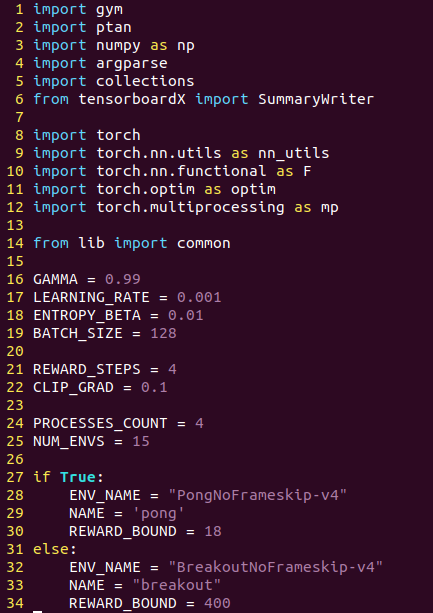 1 import gym
2 import ptan
3 import numpy as np
4 import argparse
5 import collections
6 from tensorboardX import SummaryWriter
7
8 import torch
9 import torch.nn.utils as nn_utils
10 import torch.nn.functional as F
11 import torch.optim as optim
12 import torch.multiprocessing as mp
13
14 from lib import common
15
16 GAMMA = 0.99
17 LEARNING_RATE = 0.001
18 ENTROPY_BETA = 0.01
19 BATCH_SIZE = 128
20
21 REWARD_STEPS = 4
22 CLIP_GRAD = 0.1
23
24 PROCESSES_COUNT = 4
25 NUM_ENVS = 15
26
27 if True:
28     ENV_NAME = "PongNoFrameskip-v4"
29     NAME = 'pong'
30     REWARD_BOUND = 18
31 else:
32     ENV_NAME = "BreakoutNoFrameskip-v4"
33     NAME = "breakout"
34     REWARD_BOUND = 400